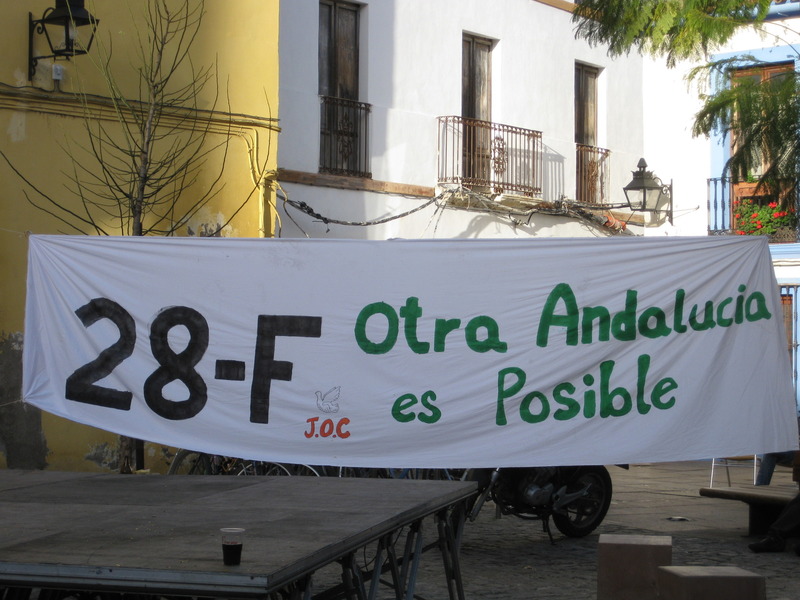 28-F Otra Andalucia
es Posible
J.O.C